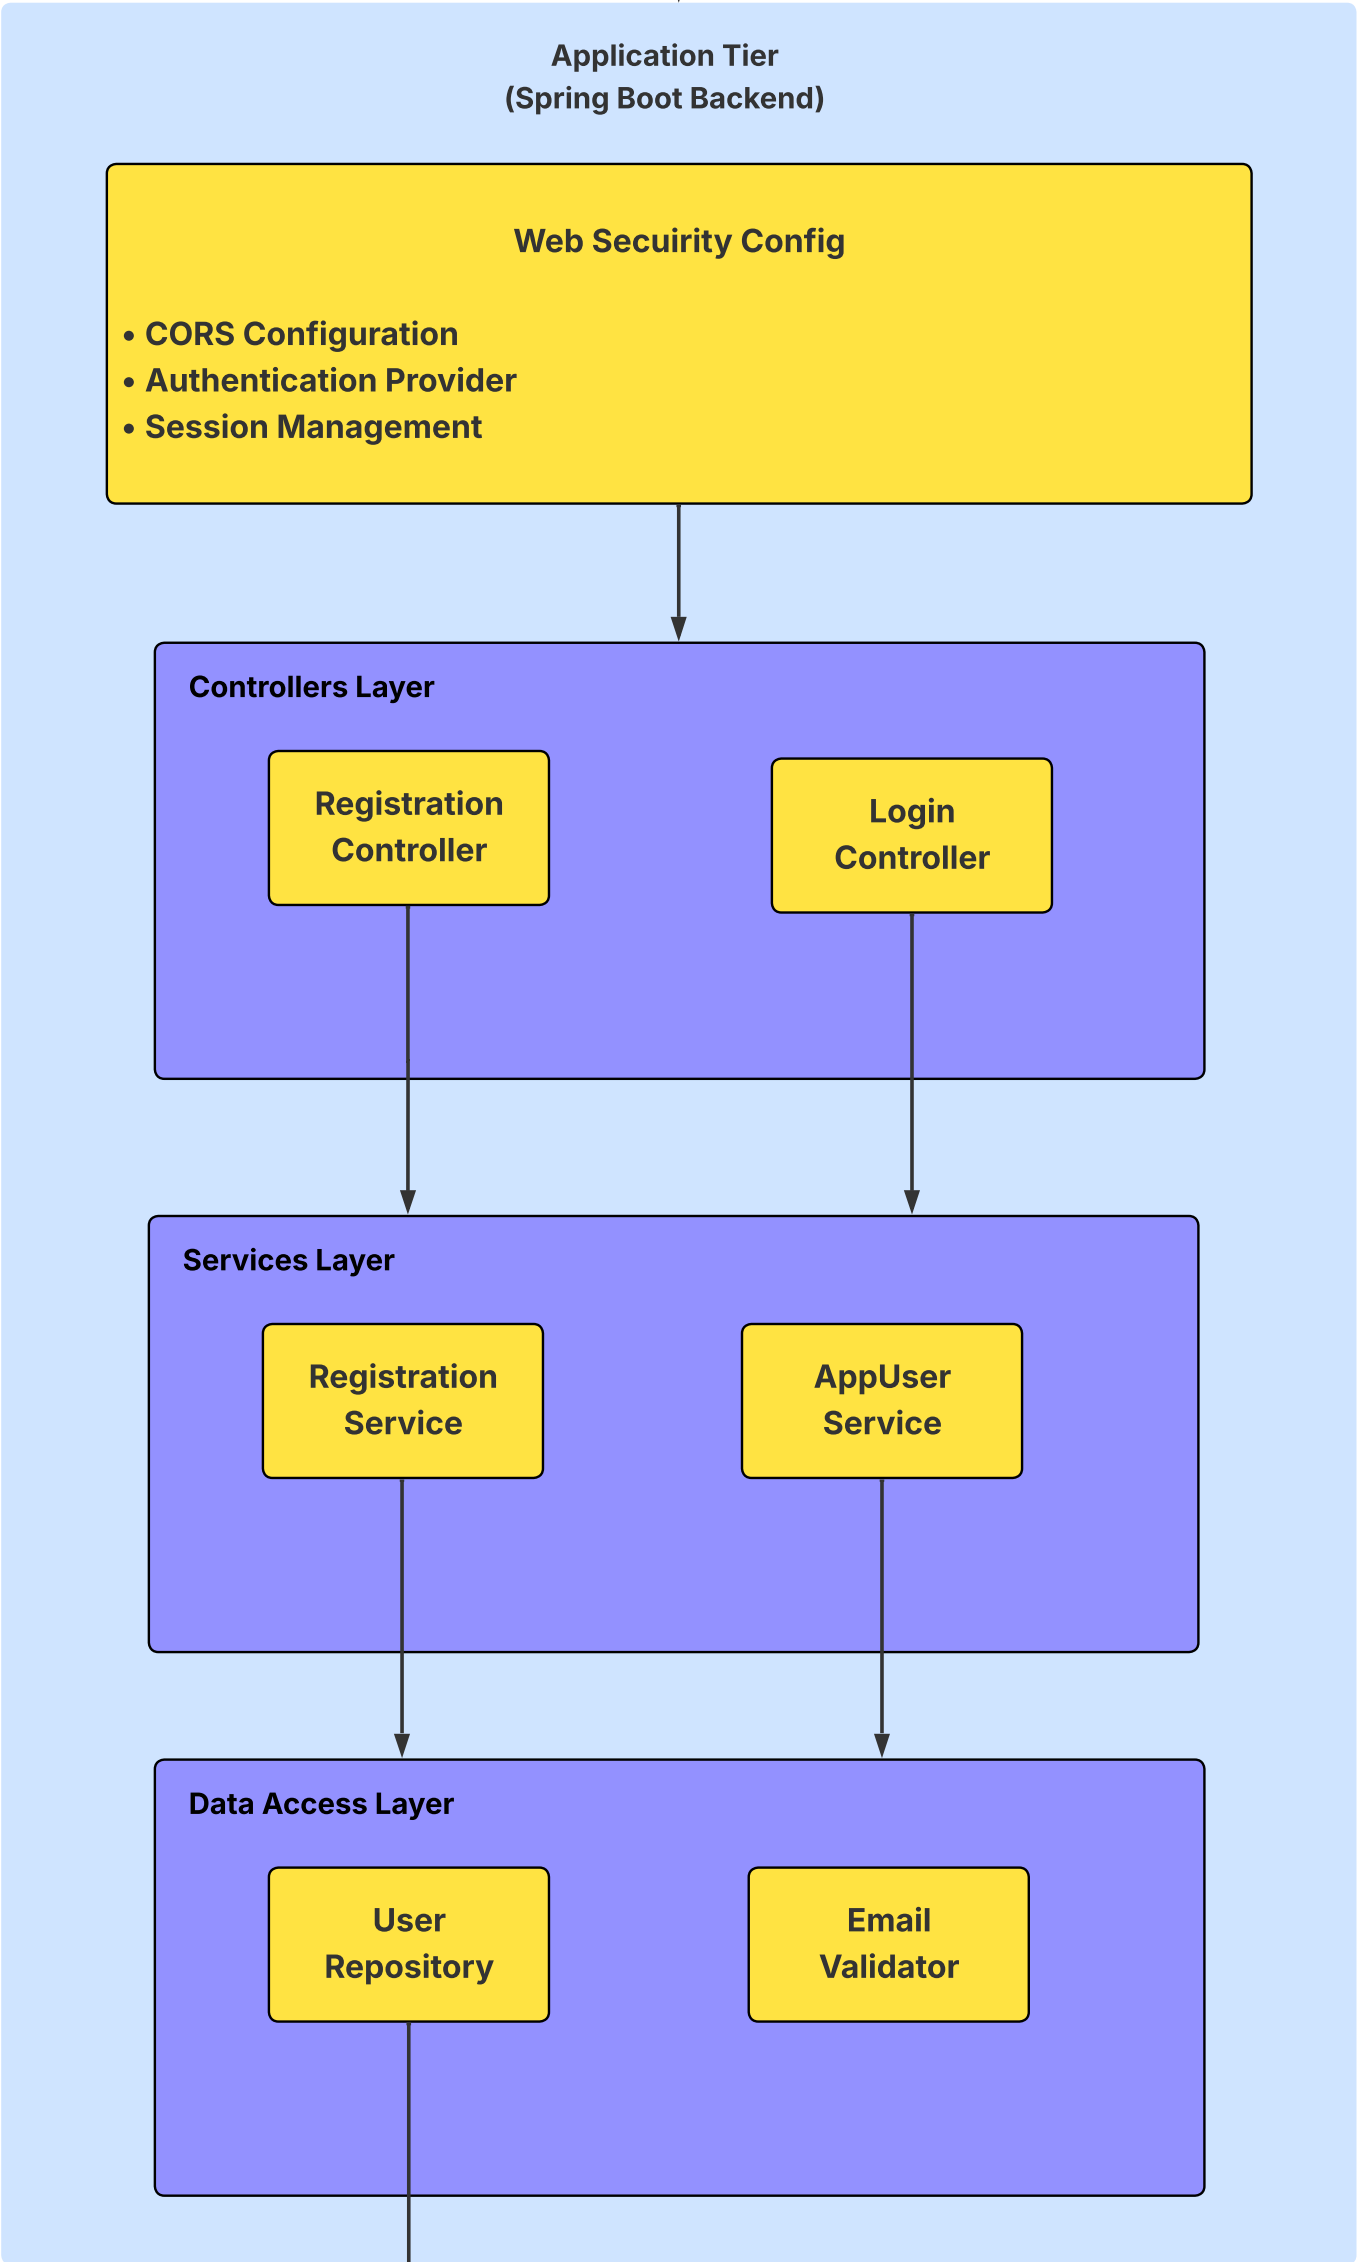 Application Tier
(Spring Boot Backend)
Web Secuirity Config
• CORS Configuration
• Authentication Provider
• Session Management
Controllers Layer
Registration
Controller
Login
Controller
Services Layer
Registration
Service
AppUser
Service
Data Access Layer
User
Repository
Email
Validator